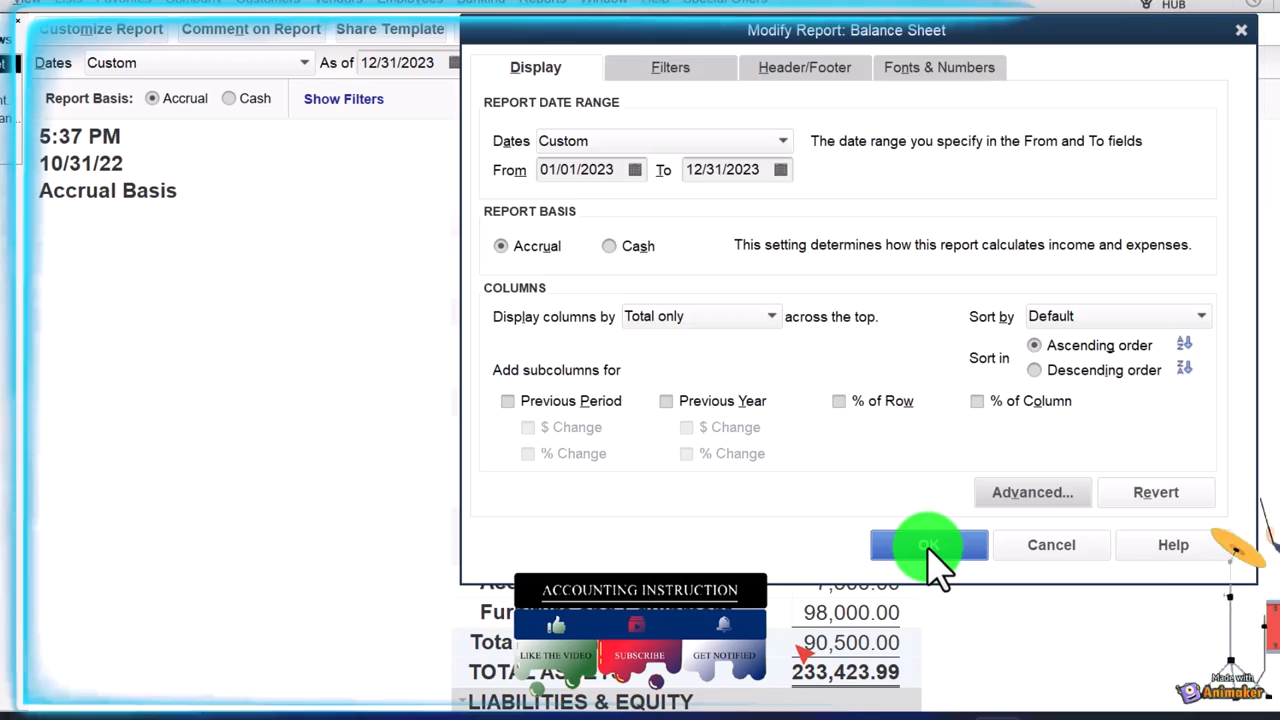 HUB
Customize Report Comment on Report Share Template
Dates Custom As of 12/31/2023
Report Basis: Accrual Cash Show Filters
5:37 PM
10/31/22
Accrual Basis
Modify Report: Balance Sheet
Display Filters Header/Footer Fonts & Numbers
REPORT DATE RANGE
Dates Custom The date range you specify in the From and To fields
From 01/01/2023 To 12/31/2023
REPORT BASIS
Accrual Cash This setting determines how this report calculates income and expenses.
COLUMNS
Display columns by Total only across the top. Sort by Default
Sort in Ascending order
Descending order
Add subcolumns for
Previous Period Previous Year % of Row % of Column
$ Change $ Change
% Change % Change
Advanced... Revert
OK Cancel Help
98,000.00
Total 90,500.00
TOTAL 233,423.99
LIABILITIES & EQUITY
ACCOUNTING INSTRUCTION
LIKE THE VIDEO SUBSCRIBE GET NOTIFIED
Made with
Animaker